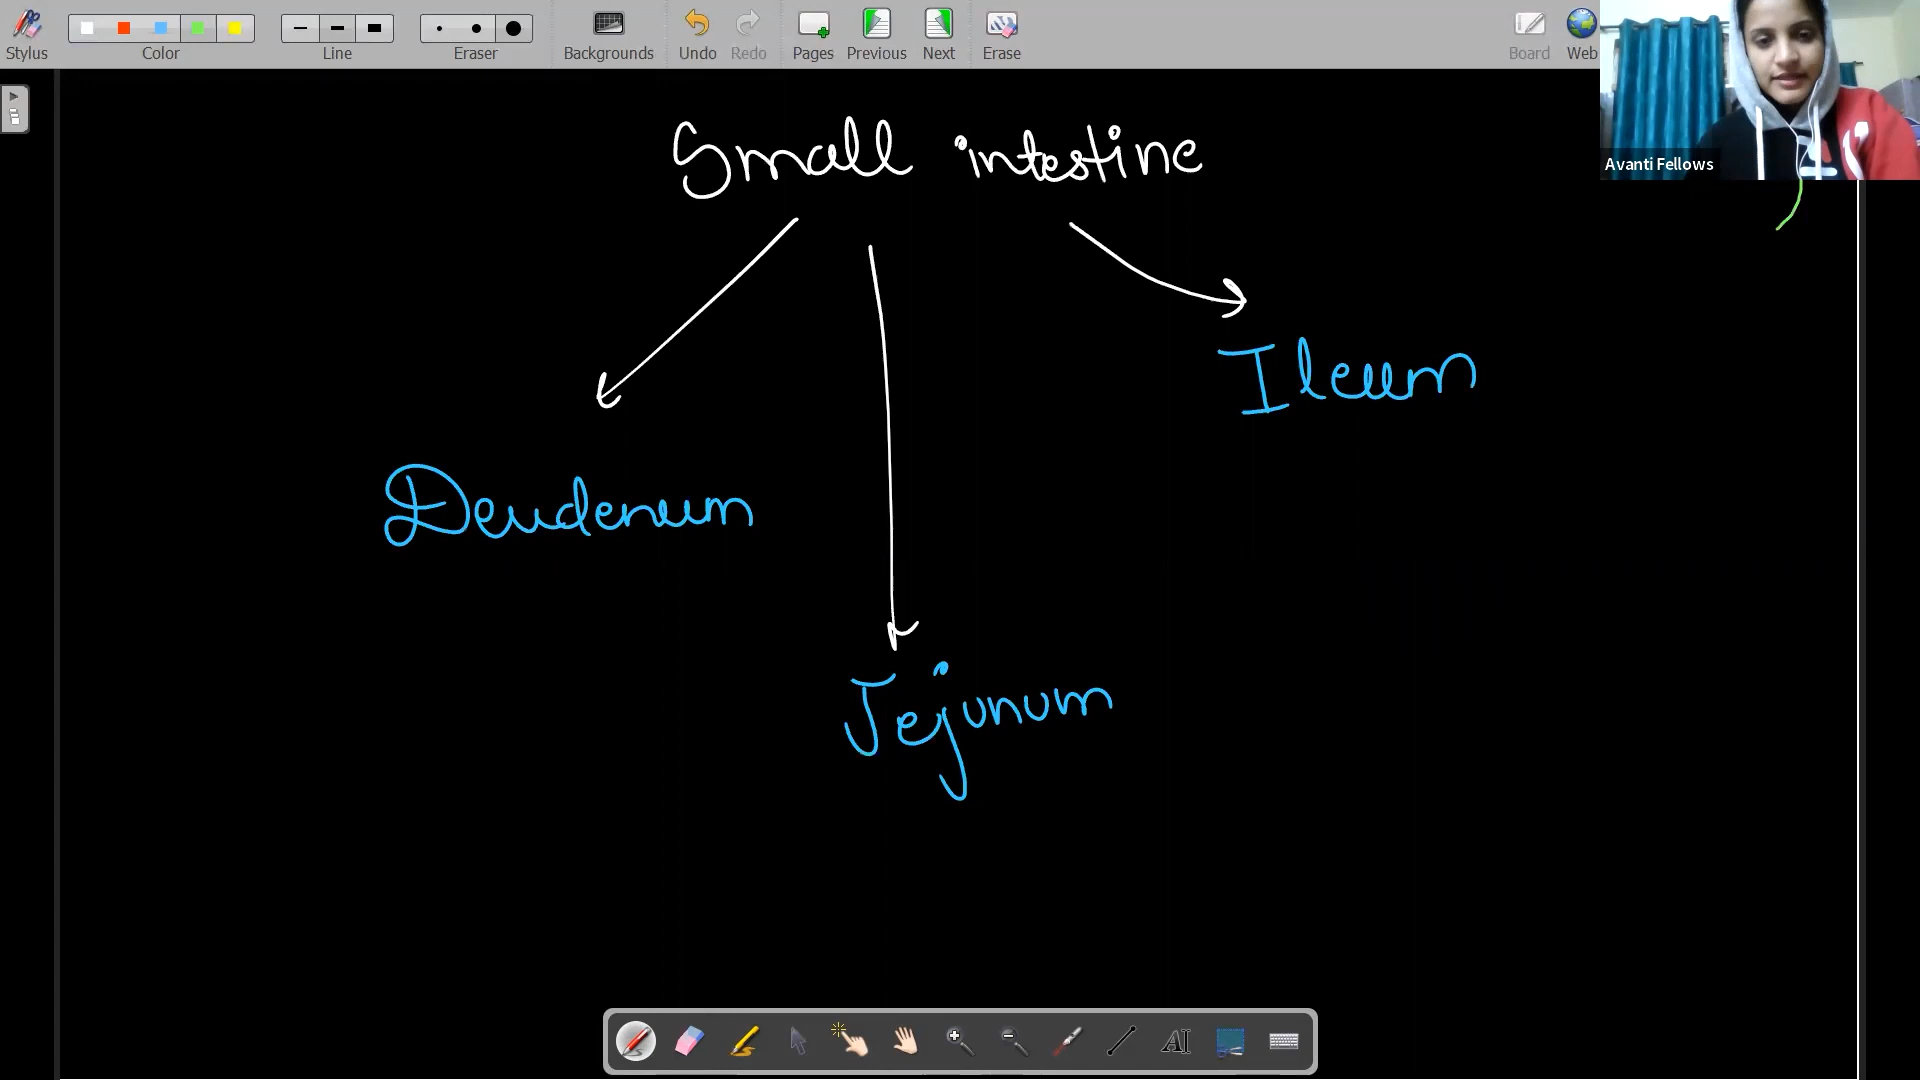 Stylus Color Line Eraser Backgrounds Undo Redo Pages Previous Next Erase Board Web
Avanti Fellows
Small intestine
Ileum
Deudenum
Jejunum